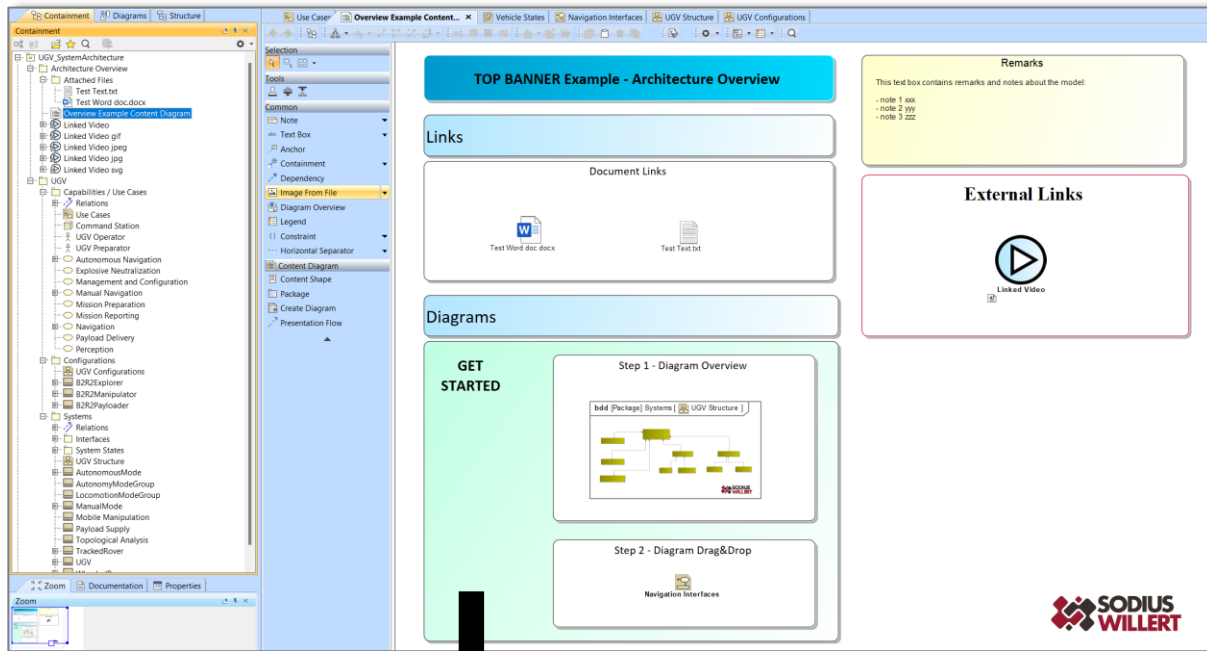 Containment
Diagrams
Structure
Containment
UGV_SystemArchitecture
Architecture Overview
Attached Files
Test Text.txt
Test Word doc.docx
Overview Example Content Diagram
Linked Video
Linked Video gif
Linked Video jpeg
Linked Video jpg
Linked Video svg
UGV
Capabilities / Use Cases
Relations
Use Cases
Command Station
UGV Operator
UGV Preparator
Autonomous Navigation
Explosive Neutralization
Management and Configuration
Manual Navigation
Mission Preparation
Mission Reporting
Navigation
Payload Delivery
Perception
Configurations
UGV Configurations
B2R2Explorer
B2R2Manipulator
B2R2Payloader
Systems
Relations
Interfaces
System States
UGV Structure
AutonomousMode
AutonomyModeGroup
LocomotionModeGroup
ManualMode
Mobile Manipulation
Payload Supply
Topological Analysis
TrackedRover
UGV
Zoom
Documentation
Properties
Zoom
Use Cases
Overview Example Content...
Vehicle States
Navigation Interfaces
UGV Structure
UGV Configurations
Selection
Tools
Common
Note
Text Box
Anchor
Containment
Dependency
Image From File
Diagram Overview
Legend
Constraint
Horizontal Separator
Content Diagram
Content Shape
Package
Create Diagram
Presentation Flow
TOP BANNER Example - Architecture Overview
Links
Document Links
Test Word doc.docx
Test Text.txt
Diagrams
GET
STARTED
Step 1 - Diagram Overview
bdd [Package] Systems [ UGV Structure ]
SODIUS
WILLERT
Step 2 - Diagram Drag&Drop
Navigation Interfaces
Remarks
This text box contains remarks and notes about the model:
- note 1 xxx
- note 2 yyy
- note 3 zzz
External Links
Linked Video
SODIUS
WILLERT